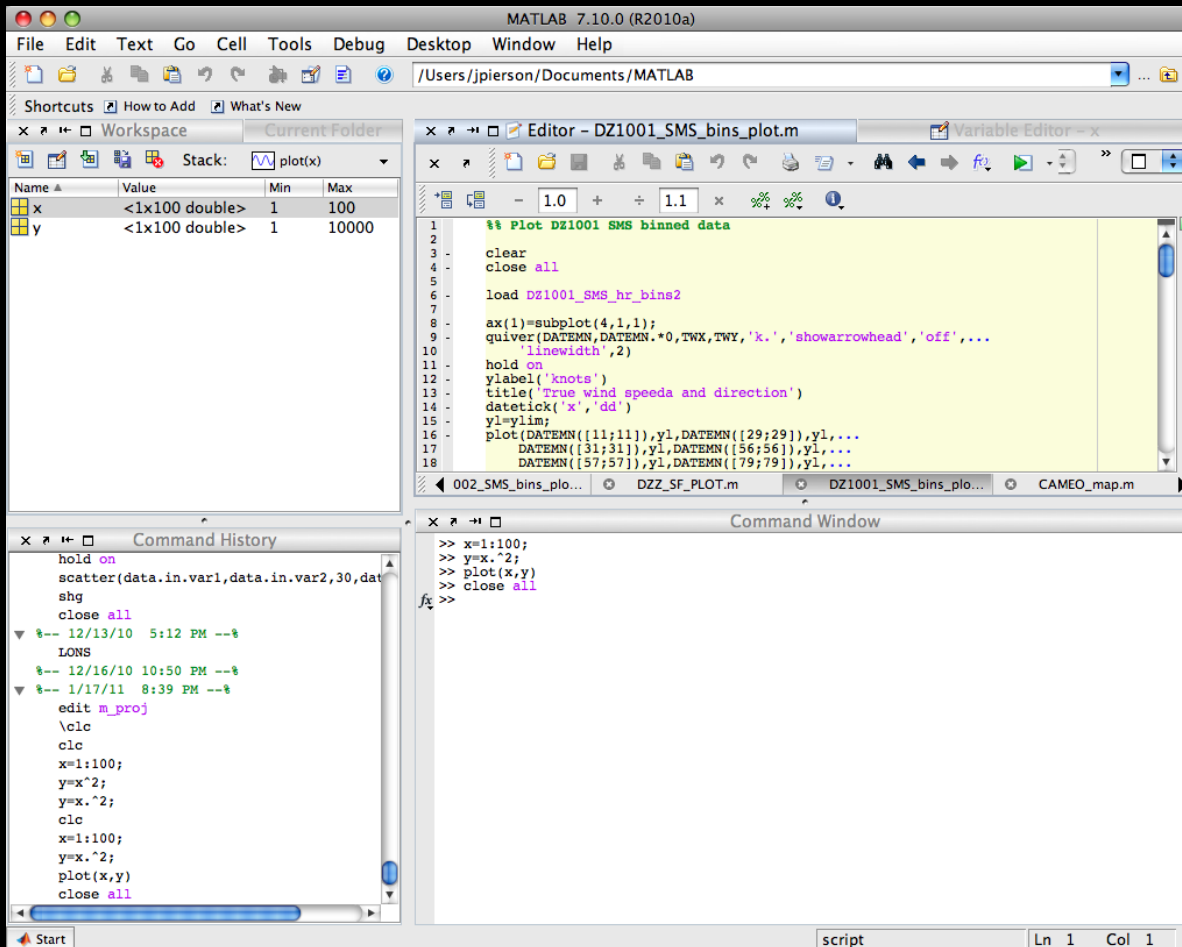 MATLAB 7.10.0 (R2010a)
File Edit Text Go Cell Tools Debug Desktop Window Help
/Users/jpierson/Documents/MATLAB ...
Shortcuts How to Add What's New
Workspace Current Folder
Stack: plot(x)
Name Value Min Max
x <1x100 double> 1 100
y <1x100 double> 1 10000
Editor – DZ1001_SMS_bins_plot.m Variable Editor – x
- 1.0 + ÷ 1.1 ×
1 %% Plot DZ1001 SMS binned data
2
3 - clear
4 - close all
5
6 - load DZ1001_SMS_hr_bins2
7
8 - ax(1)=subplot(4,1,1);
9 - quiver(DATEMN,DATEMN.*0,TWX,TWY,'k.','showarrowhead','off',...
10 'linewidth',2)
11 - hold on
12 - ylabel('knots')
13 - title('True wind speeda and direction')
14 - datetick('x','dd')
15 - yl=ylim;
16 - plot(DATEMN([11;11]),yl,DATEMN([29;29]),yl,...
17 DATEMN([31;31]),yl,DATEMN([56;56]),yl,...
18 DATEMN([57;57]),yl,DATEMN([79;79]),yl,...
002_SMS_bins_plo... DZZ_SF_PLOT.m DZ1001_SMS_bins_plo... CAMEO_map.m
Command History
hold on
scatter(data.in.var1,data.in.var2,30,dat
shg
close all
%-- 12/13/10 5:12 PM --%
LONS
%-- 12/16/10 10:50 PM --%
%-- 1/17/11 8:39 PM --%
edit m_proj
\clc
clc
x=1:100;
y=x^2;
y=x.^2;
clc
x=1:100;
y=x.^2;
plot(x,y)
close all
Command Window
>> x=1:100;
>> y=x.^2;
>> plot(x,y)
>> close all
fx >>
Start
script Ln 1 Col 1